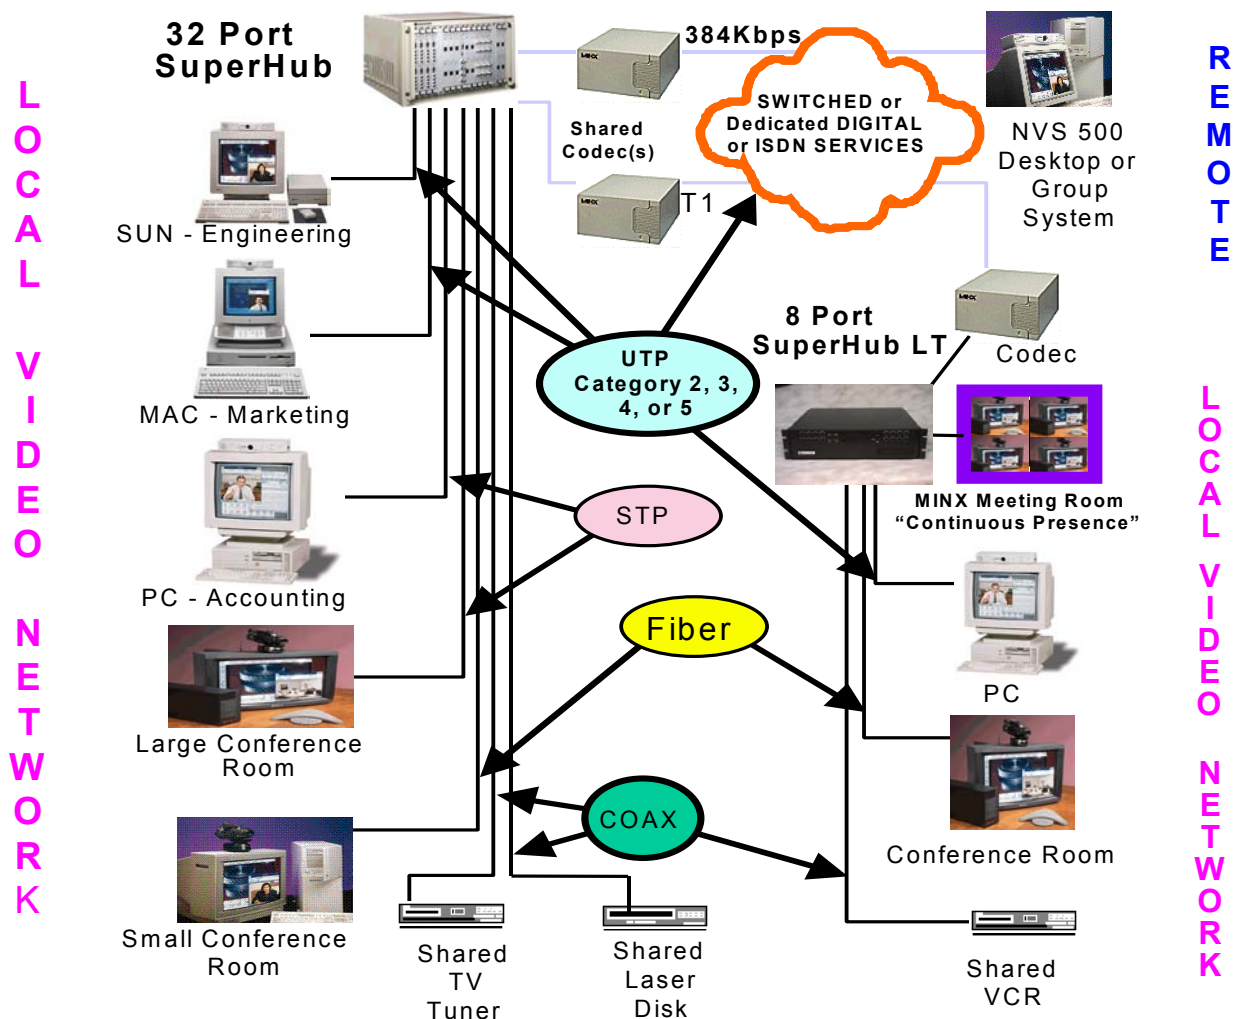 32 Port
SuperHub
384Kbps
MINX
Shared
Codec(s)
MINX
T1
SWITCHED or
Dedicated DIGITAL
or ISDN SERVICES
NVS 500
Desktop or
Group
System
LOCAL VIDEO NETWORK
REMOTE
SUN - Engineering
MAC - Marketing
PC - Accounting
Large Conference
Room
Small Conference
Room
UTP
Category 2, 3,
4, or 5
STP
Fiber
COAX
8 Port
SuperHub LT
MINX
Codec
MINX Meeting Room
“Continuous Presence”
LOCAL VIDEO NETWORK
PC
Conference Room
Shared
TV
Tuner
Shared
Laser
Disk
Shared
VCR